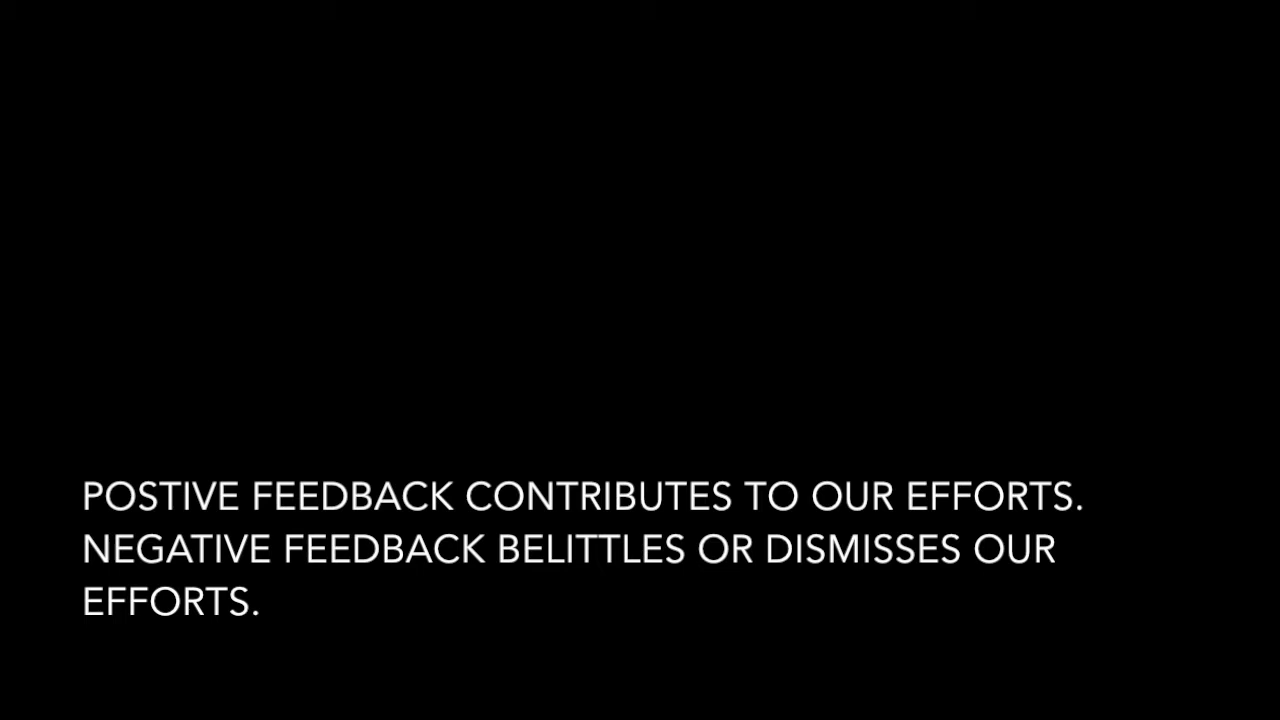 POSTIVE FEEDBACK CONTRIBUTES TO OUR EFFORTS.
NEGATIVE FEEDBACK BELITTLES OR DISMISSES OUR
EFFORTS.